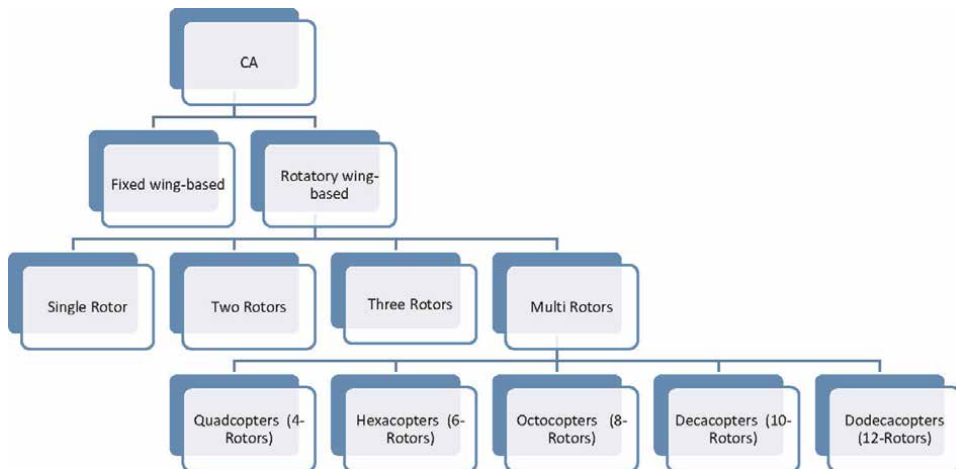 CA
Fixed wing-based
Rotatory wing-
based
Single Rotor
Two Rotors
Three Rotors
Multi Rotors
Quadcopters (4-
Rotors)
Hexacopters (6-
Rotors)
Octocopters (8-
Rotors)
Decacopters (10-
Rotors)
Dodecacopters
(12-Rotors)